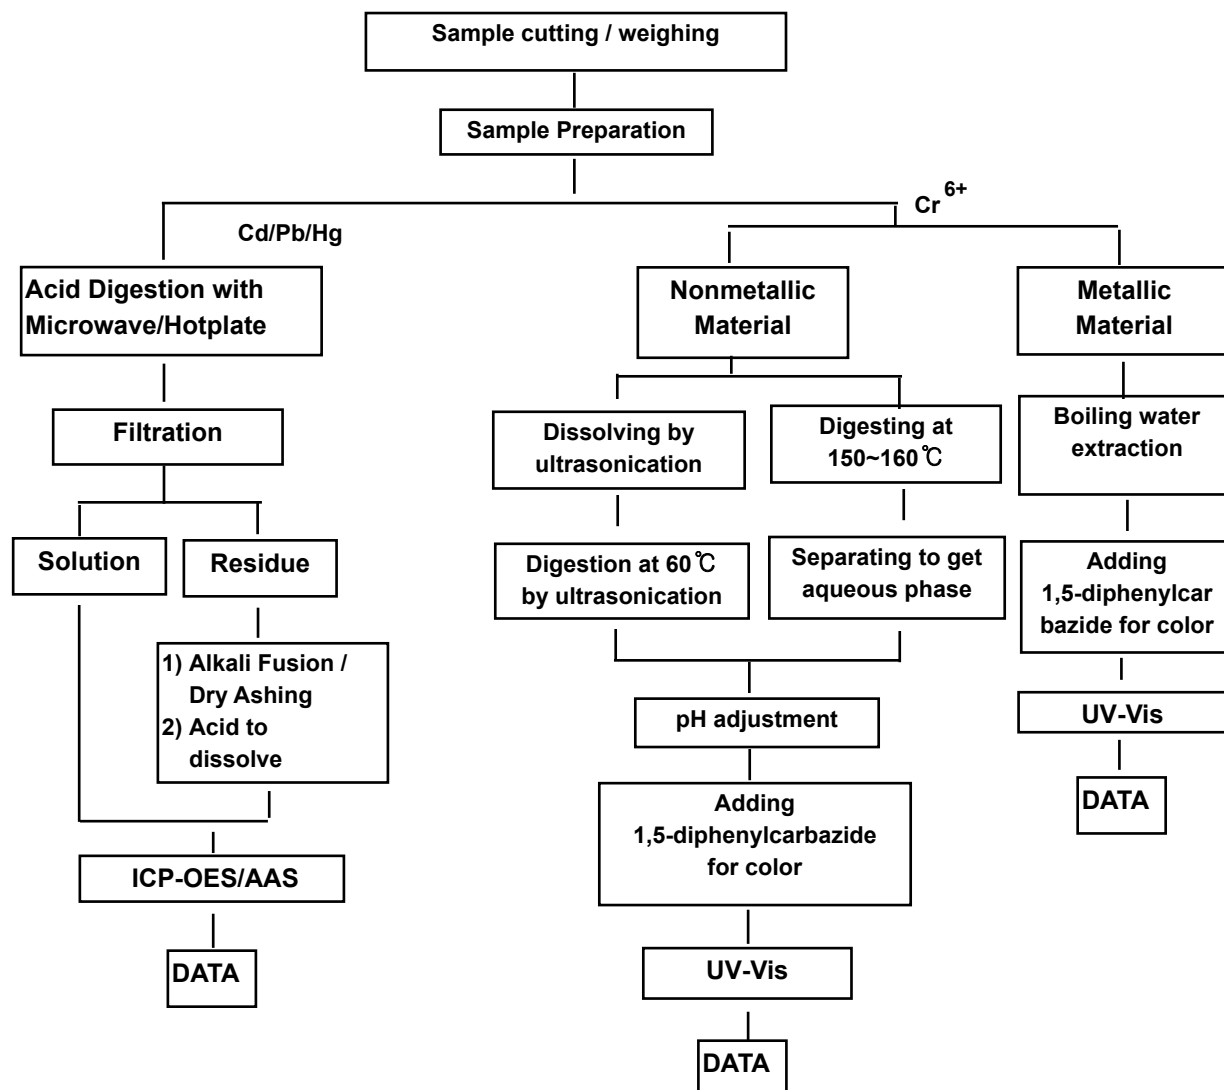 Sample cutting / weighing
Sample Preparation
Cr 6+
Cd/Pb/Hg
Acid Digestion with
Microwave/Hotplate
Nonmetallic
Material
Metallic
Material
Filtration
Dissolving by
ultrasonication
Digesting at
150~160℃
Boiling water
extraction
Solution
Residue
Digestion at 60℃
by ultrasonication
Separating to get
aqueous phase
Adding
1,5-diphenylcar
bazide for color
1) Alkali Fusion /
Dry Ashing
2) Acid to
dissolve
pH adjustment
UV-Vis
Adding
1,5-diphenylcarbazide
for color
DATA
ICP-OES/AAS
UV-Vis
DATA
DATA